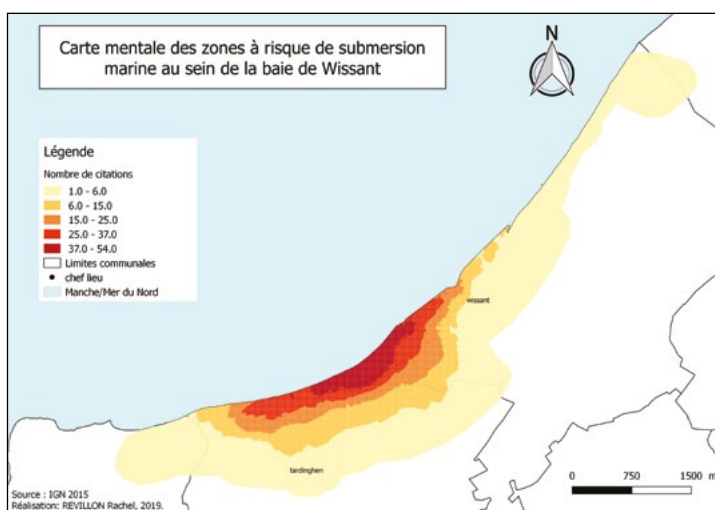 Carte mentale des zones à risque de submersion
marine au sein de la baie de Wissant
N
Légende
Nombre de citations
1.0 - 6.0
6.0 - 15.0
15.0 - 25.0
25.0 - 37.0
37.0 - 54.0
Limites communales
chef lieu
Manche/Mer du Nord
wissant
tardinghen
Source : IGN 2015
Réalisation: REVILLON Rachel, 2019.
0 750 1500 m